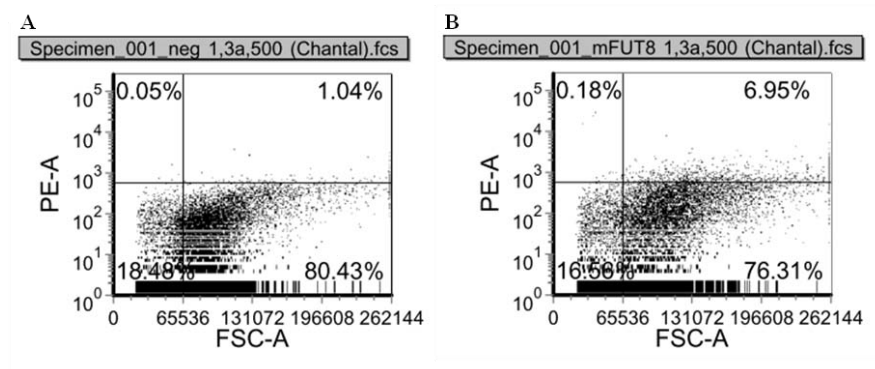 A
Specimen_001_neg 1,3a,500 (Chantal).fcs
0.05% 1.04%
18.48% 80.43%
PE-A
10^5
10^4
10^3
10^2
10^1
10^0
0 65536 131072 196608 262144
FSC-A
B
Specimen_001_mFUT8 1,3a,500 (Chantal).fcs
0.18% 6.95%
16.56% 76.31%
PE-A
10^5
10^4
10^3
10^2
10^1
10^0
0 65536 131072 196608 262144
FSC-A